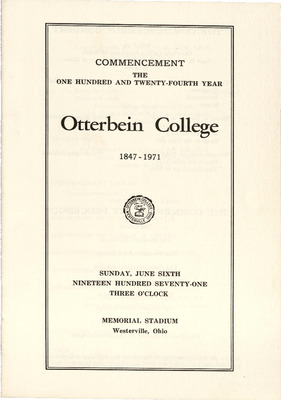 COMMENCEMENT
THE
ONE HUNDRED AND TWENTY-FOURTH YEAR
Otterbein College
1847-1971
SUNDAY, JUNE SIXTH
NINETEEN HUNDRED SEVENTY-ONE
THREE O'CLOCK
MEMORIAL STADIUM
Westerville, Ohio